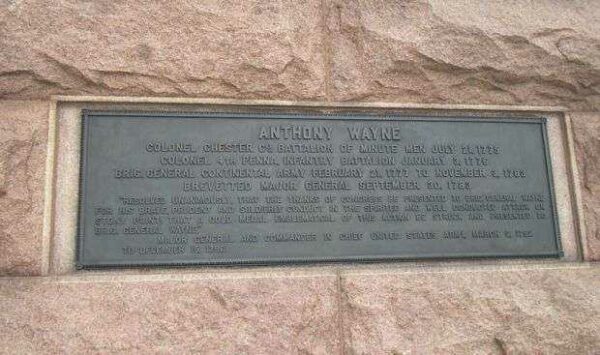 ANTHONY WAYNE
COLONEL CHESTER CO. BATTALION OF MINUTE MEN JULY 21, 1775
COLONEL 4TH PENNA. INFANTRY BATTALION JANUARY 3, 1776
BRIG. GENERAL CONTINENTAL ARMY FEBRUARY 21, 1777 TO NOVEMBER 3, 1783
BREVETTED MAJOR GENERAL SEPTEMBER 30, 1783
"RESOLVED UNANIMOUSLY, THAT THE THANKS OF CONGRESS BE PRESENTED TO BRIG. GENERAL WAYNE
FOR HIS BRAVE, PRUDENT AND SOLDIERLY CONDUCT IN THE SPIRITED AND WELL CONDUCTED ATTACK ON
STONY POINT, THAT A GOLD MEDAL EMBLEMATICAL OF THIS ACTION BE STRUCK AND PRESENTED TO
BRIG. GENERAL WAYNE."
MAJOR GENERAL AND COMMANDER IN CHIEF UNITED STATES ARMY, MARCH 5, 1792
TO DECEMBER 15, 1796